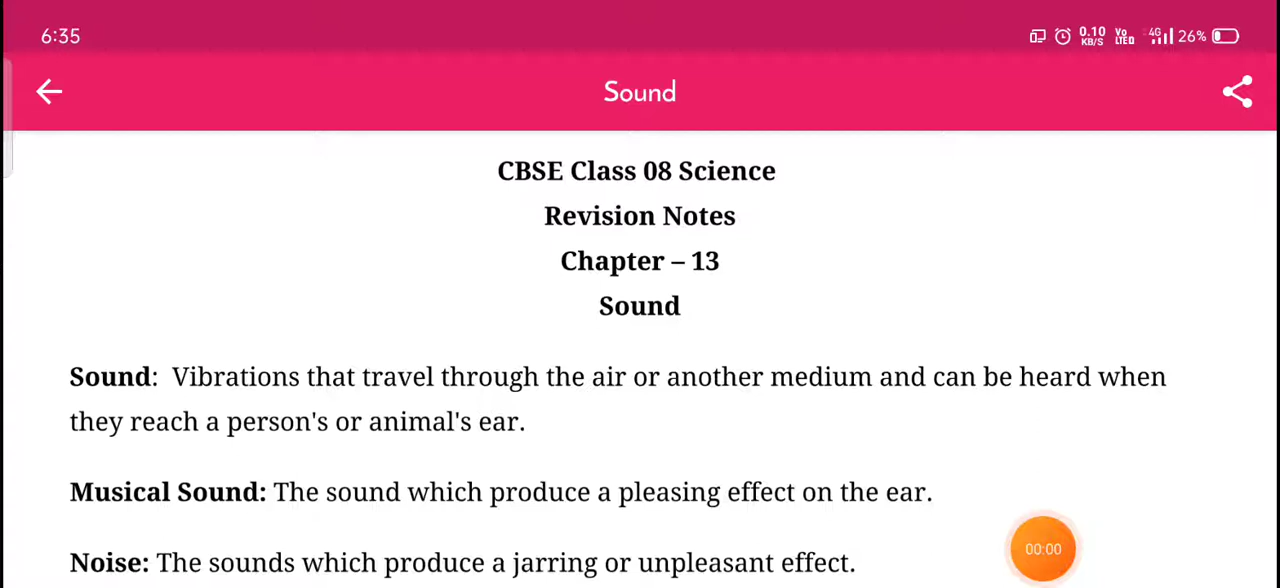 6:35
0.10 KB/S Vo LTE 4G 26%
Sound
CBSE Class 08 Science
Revision Notes
Chapter – 13
Sound
Sound:  Vibrations that travel through the air or another medium and can be heard when
they reach a person's or animal's ear.
Musical Sound: The sound which produce a pleasing effect on the ear.
Noise: The sounds which produce a jarring or unpleasant effect.
00:00